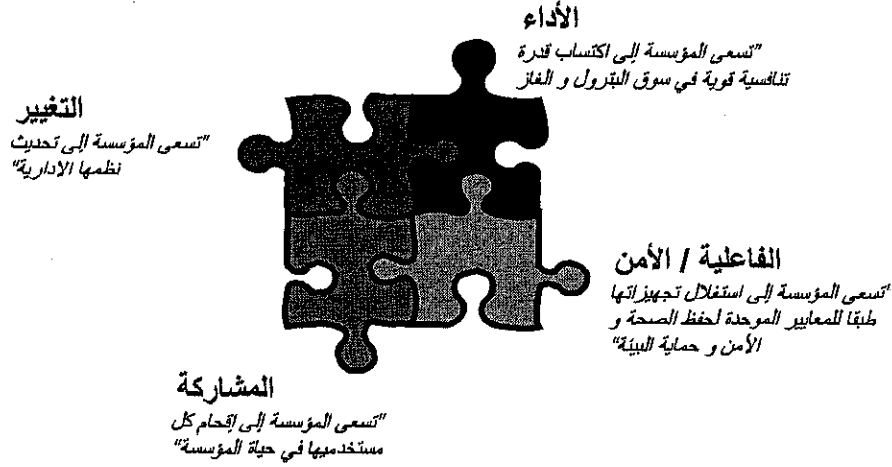 الأداء
"تسعى المؤسسة إلى اكتساب قدرة
تنافسية قوية في سوق البترول و الغاز
التغيير
"تسعى المؤسسة إلى تحديث
نظمها الإدارية"
الفاعلية / الأمن
"تسعى المؤسسة إلى استغلال تجهيزاتها
طبقا للمعايير الموحدة لحفظ الصحة و
الأمن و حماية البيئة"
المشاركة
"تسعى المؤسسة إلى إقحام كل
مستخدميها في حياة المؤسسة"